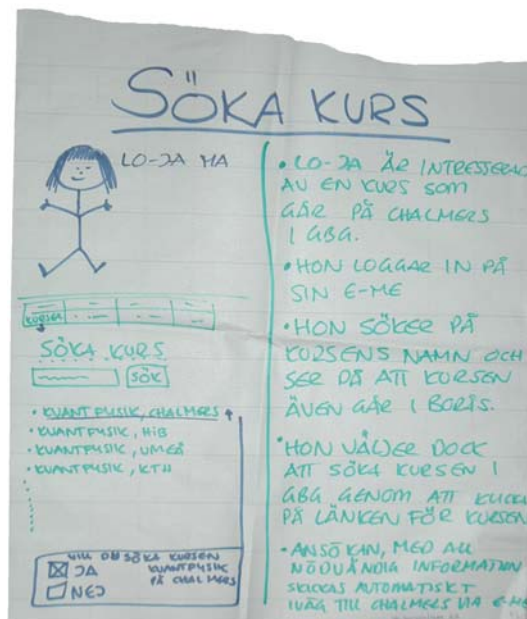 SÖKA KURS
LO-JA MA
KURSER
SÖKA KURS
SÖK
• KVANTFYSIK, CHALMERS
• KVANTFYSIK, HIB
• KVANTFYSIK, UMEÅ
• KVANTFYSIK, KTH
VILL DU SÖKA KURSEN
KVANTFYSIK
PÅ CHALMERS
JA
NEJ
• LO-JA ÄR INTRESSERAD
AV EN KURS SOM
GÅR PÅ CHALMERS
I GBG.
• HON LOGGAR IN PÅ
SIN E-ME
• HON SÖKER PÅ
KURSENS NAMN OCH
SER DÅ ATT KURSEN
ÄVEN GÅR I BORÅS.
• HON VÄLJER DOCK
ATT SÖKA KURSEN I
GBG GENOM ATT KLICKA
PÅ LÄNKEN FÖR KURSEN
• ANSÖKAN, MED ALL
NÖDVÄNDIG INFORMATION
SKICKAS AUTOMATISKT
IVÄG TILL CHALMERS VIA E-ME